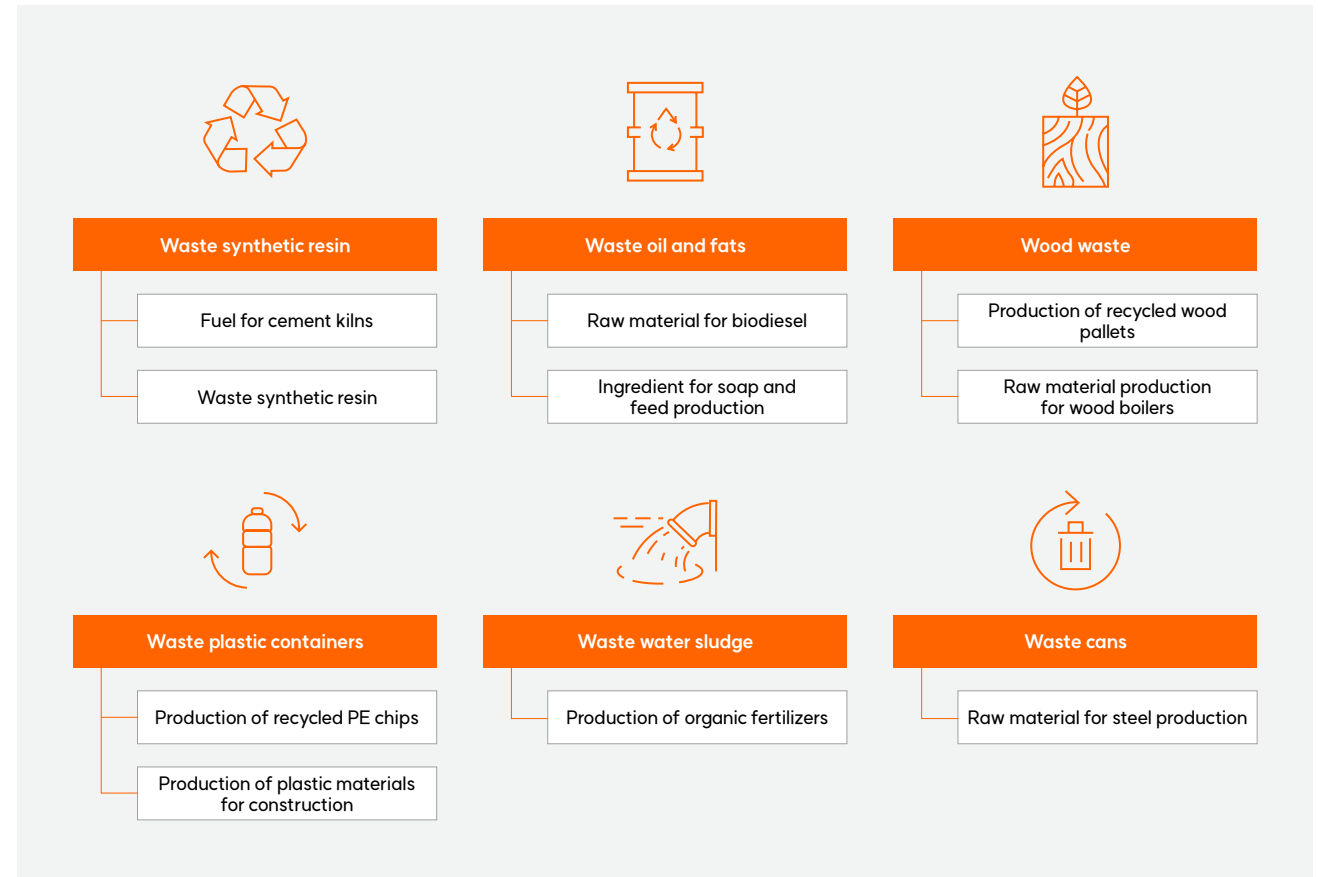 Waste synthetic resin
Fuel for cement kilns
Waste synthetic resin
Waste oil and fats
Raw material for biodiesel
Ingredient for soap and
feed production
Wood waste
Production of recycled wood
pallets
Raw material production
for wood boilers
Waste plastic containers
Production of recycled PE chips
Production of plastic materials
for construction
Waste water sludge
Production of organic fertilizers
Waste cans
Raw material for steel production